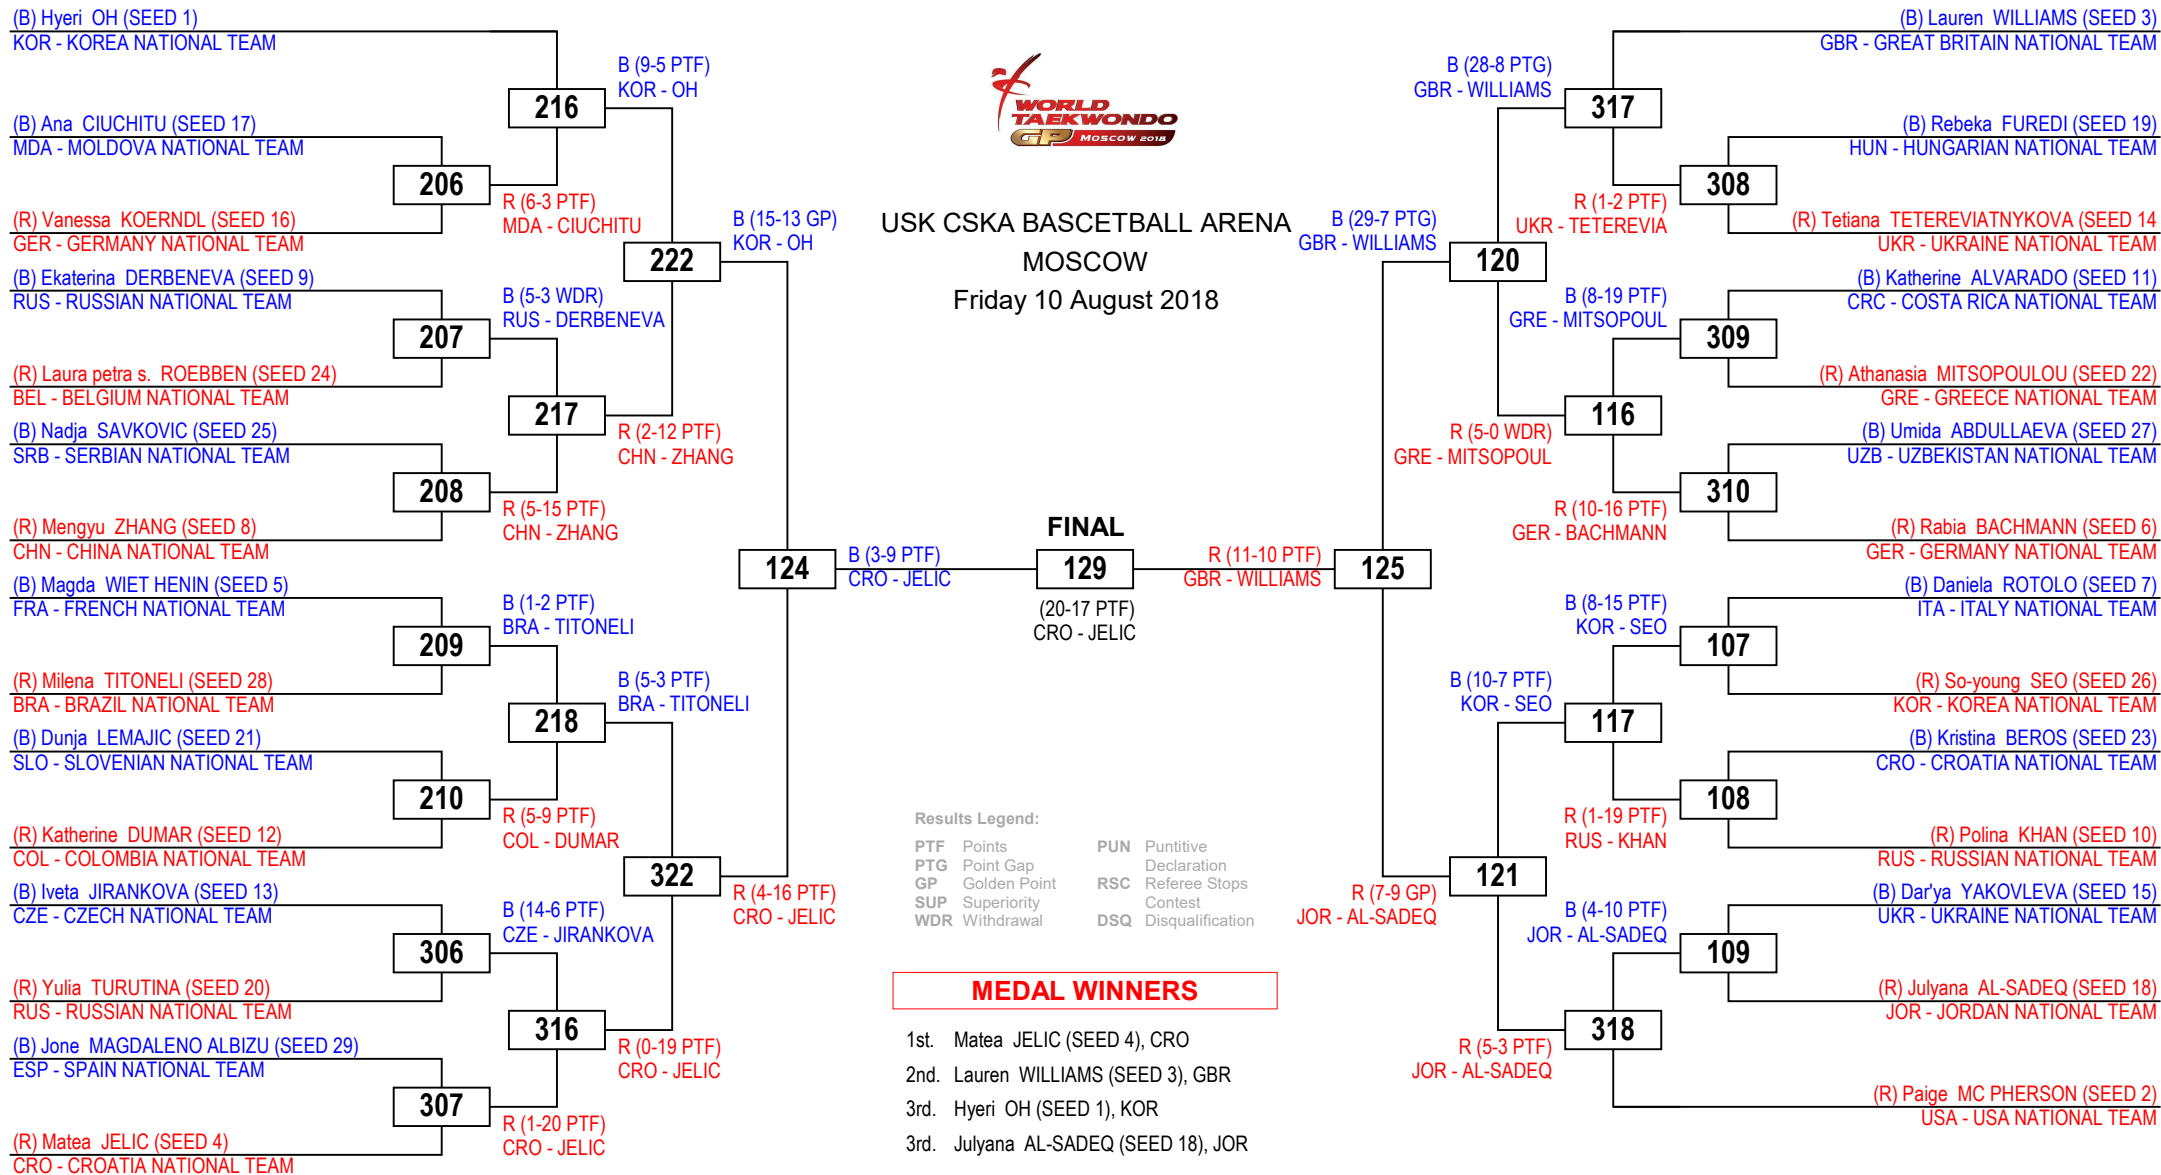 (B) Hyeri OH (SEED 1)
KOR - KOREA NATIONAL TEAM
(B) Ana CIUCHITU (SEED 17)
MDA - MOLDOVA NATIONAL TEAM
(R) Vanessa KOERNDL (SEED 16)
GER - GERMANY NATIONAL TEAM
(B) Ekaterina DERBENEVA (SEED 9)
RUS - RUSSIAN NATIONAL TEAM
(R) Laura petra s. ROEBBEN (SEED 24)
BEL - BELGIUM NATIONAL TEAM
(B) Nadja SAVKOVIC (SEED 25)
SRB - SERBIAN NATIONAL TEAM
(R) Mengyu ZHANG (SEED 8)
CHN - CHINA NATIONAL TEAM
(B) Magda WIET HENIN (SEED 5)
FRA - FRENCH NATIONAL TEAM
(R) Milena TITONELI (SEED 28)
BRA - BRAZIL NATIONAL TEAM
(B) Dunja LEMAJIC (SEED 21)
SLO - SLOVENIAN NATIONAL TEAM
(R) Katherine DUMAR (SEED 12)
COL - COLOMBIA NATIONAL TEAM
(B) Iveta JIRANKOVA (SEED 13)
CZE - CZECH NATIONAL TEAM
(R) Yulia TURUTINA (SEED 20)
RUS - RUSSIAN NATIONAL TEAM
(B) Jone MAGDALENO ALBIZU (SEED 29)
ESP - SPAIN NATIONAL TEAM
(R) Matea JELIC (SEED 4)
CRO - CROATIA NATIONAL TEAM
206
R (6-3 PTF)
MDA - CIUCHITU
207
B (5-3 WDR)
RUS - DERBENEVA
208
R (5-15 PTF)
CHN - ZHANG
209
B (1-2 PTF)
BRA - TITONELI
210
R (5-9 PTF)
COL - DUMAR
306
B (14-6 PTF)
CZE - JIRANKOVA
307
R (1-20 PTF)
CRO - JELIC
216
B (9-5 PTF)
KOR - OH
217
R (2-12 PTF)
CHN - ZHANG
218
B (5-3 PTF)
BRA - TITONELI
316
R (0-19 PTF)
CRO - JELIC
222
B (15-13 GP)
KOR - OH
322
R (4-16 PTF)
CRO - JELIC
124
B (3-9 PTF)
CRO - JELIC
WORLD
TAEKWONDO
GP MOSCOW 2018
USK CSKA BASCETBALL ARENA
MOSCOW
Friday 10 August 2018
FINAL
129
(20-17 PTF)
CRO - JELIC
Results Legend:
PTF Points
PTG Point Gap
GP Golden Point
SUP Superiority
WDR Withdrawal
PUN Puntitive
Declaration
RSC Referee Stops
Contest
DSQ Disqualification
MEDAL WINNERS
1st. Matea JELIC (SEED 4), CRO
2nd. Lauren WILLIAMS (SEED 3), GBR
3rd. Hyeri OH (SEED 1), KOR
3rd. Julyana AL-SADEQ (SEED 18), JOR
R (11-10 PTF)
GBR - WILLIAMS
125
B (29-7 PTG)
GBR - WILLIAMS
120
R (7-9 GP)
JOR - AL-SADEQ
121
B (28-8 PTG)
GBR - WILLIAMS
317
R (5-0 WDR)
GRE - MITSOPOUL
116
B (10-7 PTF)
KOR - SEO
117
R (5-3 PTF)
JOR - AL-SADEQ
318
R (1-2 PTF)
UKR - TETEREVIA
308
B (8-19 PTF)
GRE - MITSOPOUL
309
R (10-16 PTF)
GER - BACHMANN
310
B (8-15 PTF)
KOR - SEO
107
R (1-19 PTF)
RUS - KHAN
108
B (4-10 PTF)
JOR - AL-SADEQ
109
(B) Lauren WILLIAMS (SEED 3)
GBR - GREAT BRITAIN NATIONAL TEAM
(B) Rebeka FUREDI (SEED 19)
HUN - HUNGARIAN NATIONAL TEAM
(R) Tetiana TETEREVIATNYKOVA (SEED 14
UKR - UKRAINE NATIONAL TEAM
(B) Katherine ALVARADO (SEED 11)
CRC - COSTA RICA NATIONAL TEAM
(R) Athanasia MITSOPOULOU (SEED 22)
GRE - GREECE NATIONAL TEAM
(B) Umida ABDULLAEVA (SEED 27)
UZB - UZBEKISTAN NATIONAL TEAM
(R) Rabia BACHMANN (SEED 6)
GER - GERMANY NATIONAL TEAM
(B) Daniela ROTOLO (SEED 7)
ITA - ITALY NATIONAL TEAM
(R) So-young SEO (SEED 26)
KOR - KOREA NATIONAL TEAM
(B) Kristina BEROS (SEED 23)
CRO - CROATIA NATIONAL TEAM
(R) Polina KHAN (SEED 10)
RUS - RUSSIAN NATIONAL TEAM
(B) Dar'ya YAKOVLEVA (SEED 15)
UKR - UKRAINE NATIONAL TEAM
(R) Julyana AL-SADEQ (SEED 18)
JOR - JORDAN NATIONAL TEAM
(R) Paige MC PHERSON (SEED 2)
USA - USA NATIONAL TEAM